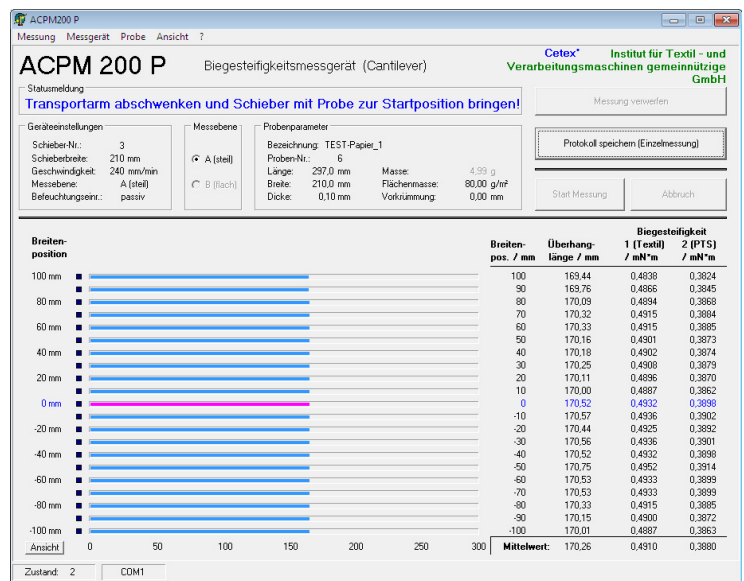 ACPM200 P
Messung Messgerät Probe Ansicht ?
ACPM 200 P
Biegesteifigkeitsmessgerät (Cantilever)
Cetex* Institut für Textil - und
Verarbeitungsmaschinen gemeinnützige
GmbH
Statusmeldung
Transportarm abschwenken und Schieber mit Probe zur Startposition bringen!
Messung verwerfen
Geräteeinstellungen
Schieber-Nr.: 3
Schieberbreite: 210 mm
Geschwindigkeit: 240 mm/min
Messebene: A (steil)
Befeuchtungseinr.: passiv
Messebene
A (steil)
B (flach)
Probenparameter
Bezeichnung: TEST-Papier_1
Proben-Nr.: 6
Länge: 297,0 mm Masse: 4,99 g
Breite: 210,0 mm Flächenmasse: 80,00 g/m²
Dicke: 0,10 mm Vorkrümmung: 0,00 mm
Protokoll speichern (Einzelmessung)
Start Messung
Abbruch
Breiten-
position
100 mm
80 mm
60 mm
40 mm
20 mm
0 mm
-20 mm
-40 mm
-60 mm
-80 mm
-100 mm
Ansicht
0 50 100 150 200 250 300
Biegesteifigkeit
Breiten- Überhang- 1 (Textil) 2 (PTS)
pos. / mm länge / mm / mN*m / mN*m
100 169,44 0,4838 0,3824
90 169,76 0,4866 0,3845
80 170,09 0,4894 0,3868
70 170,32 0,4915 0,3884
60 170,33 0,4915 0,3885
50 170,16 0,4901 0,3873
40 170,18 0,4902 0,3874
30 170,25 0,4908 0,3879
20 170,11 0,4896 0,3870
10 170,00 0,4887 0,3862
0 170,52 0,4932 0,3898
-10 170,57 0,4936 0,3902
-20 170,44 0,4925 0,3892
-30 170,56 0,4936 0,3901
-40 170,52 0,4932 0,3898
-50 170,75 0,4952 0,3914
-60 170,53 0,4933 0,3899
-70 170,53 0,4933 0,3899
-80 170,33 0,4915 0,3885
-90 170,15 0,4900 0,3872
-100 170,01 0,4887 0,3863
Mittelwert: 170,26 0,4910 0,3880
Zustand: 2 COM1